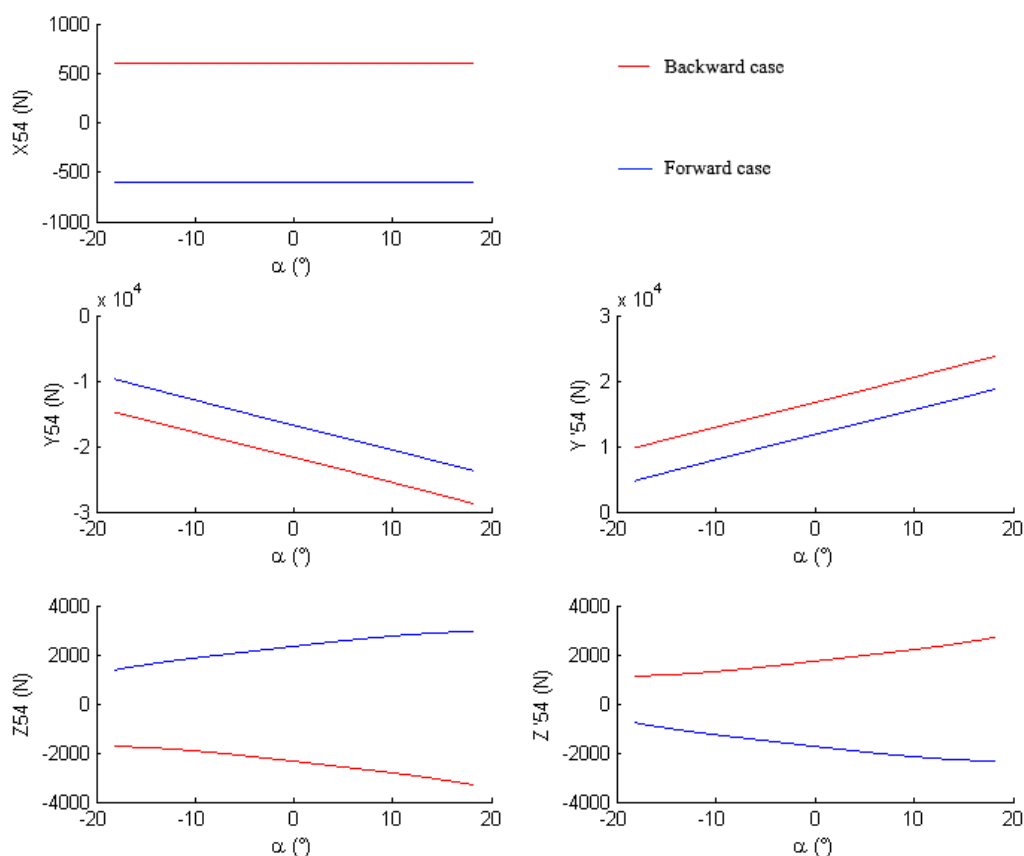 1000
500
0
-500
-1000
-20 -10 0 10 20
X54 (N)
α (°)
Backward case
Forward case
x 10^4
0
-1
-2
-3
-20 -10 0 10 20
Y54 (N)
α (°)
x 10^4
3
2
1
0
-20 -10 0 10 20
Y'54 (N)
α (°)
4000
2000
0
-2000
-4000
-20 -10 0 10 20
Z54 (N)
α (°)
4000
2000
0
-2000
-4000
-20 -10 0 10 20
Z'54 (N)
α (°)